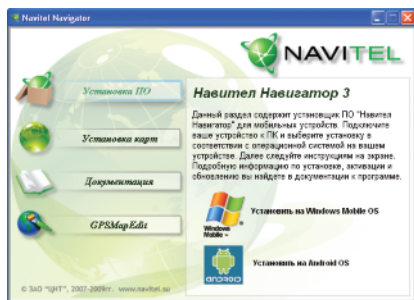 Navitel Navigator
NAVITEL
Установка ПО
Установка карт
Документация
GPSMapEdit
Навител Навигатор 3
Данный раздел содержит установщик ПО "Навител
Навигатор" для мобильных устройств. Подключите
ваше устройство к ПК и выберите установку в
соответствии с операционной системой на вашем
устройстве. Далее следуйте инструкциям на экране.
Подробную информацию по установке, активации и
обновлению вы найдете в документации к программе.
Windows
Mobile
Установить на Windows Mobile OS
ANDROID
Установить на Android OS
© ЗАО "ЦНТ", 2007-2009гг. www.navitel.su